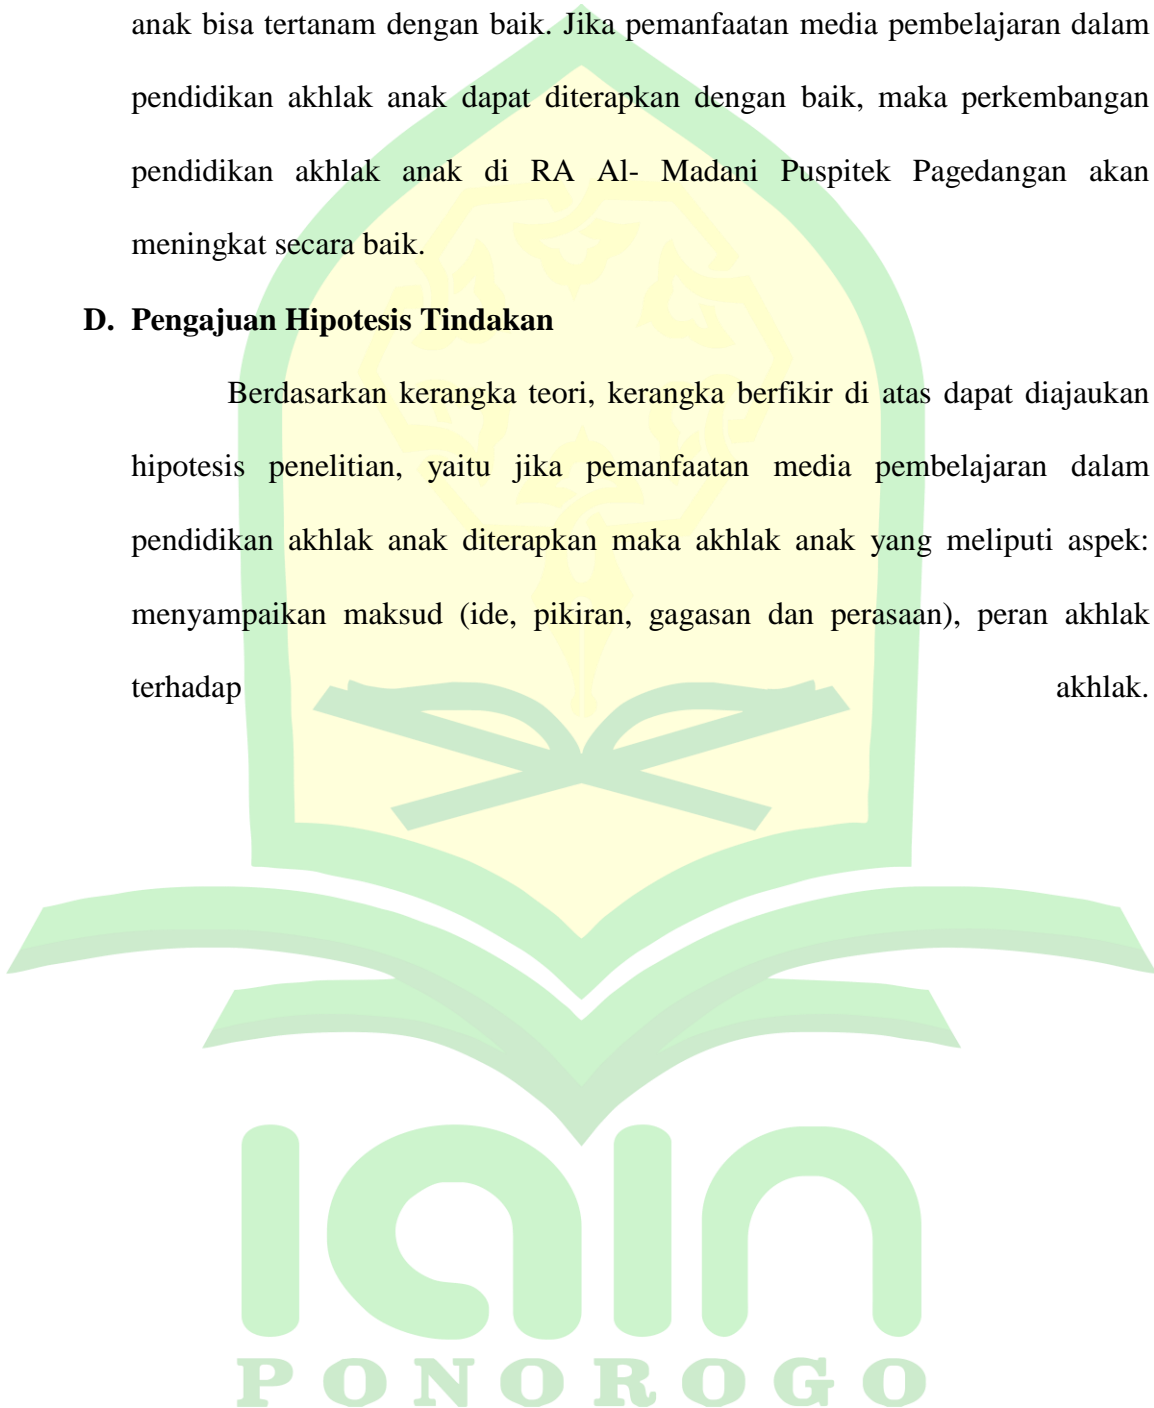 anak bisa tertanam dengan baik. Jika pemanfaatan media pembelajaran dalam
pendidikan akhlak anak dapat diterapkan dengan baik, maka perkembangan
pendidikan akhlak anak di RA Al- Madani Puspitek Pagedangan akan
meningkat secara baik.
D. Pengajuan Hipotesis Tindakan
Berdasarkan kerangka teori, kerangka berfikir di atas dapat diajaukan
hipotesis penelitian, yaitu jika pemanfaatan media pembelajaran dalam
pendidikan akhlak anak diterapkan maka akhlak anak yang meliputi aspek:
menyampaikan maksud (ide, pikiran, gagasan dan perasaan), peran akhlak
terhadap akhlak.
iain
PONOROGO